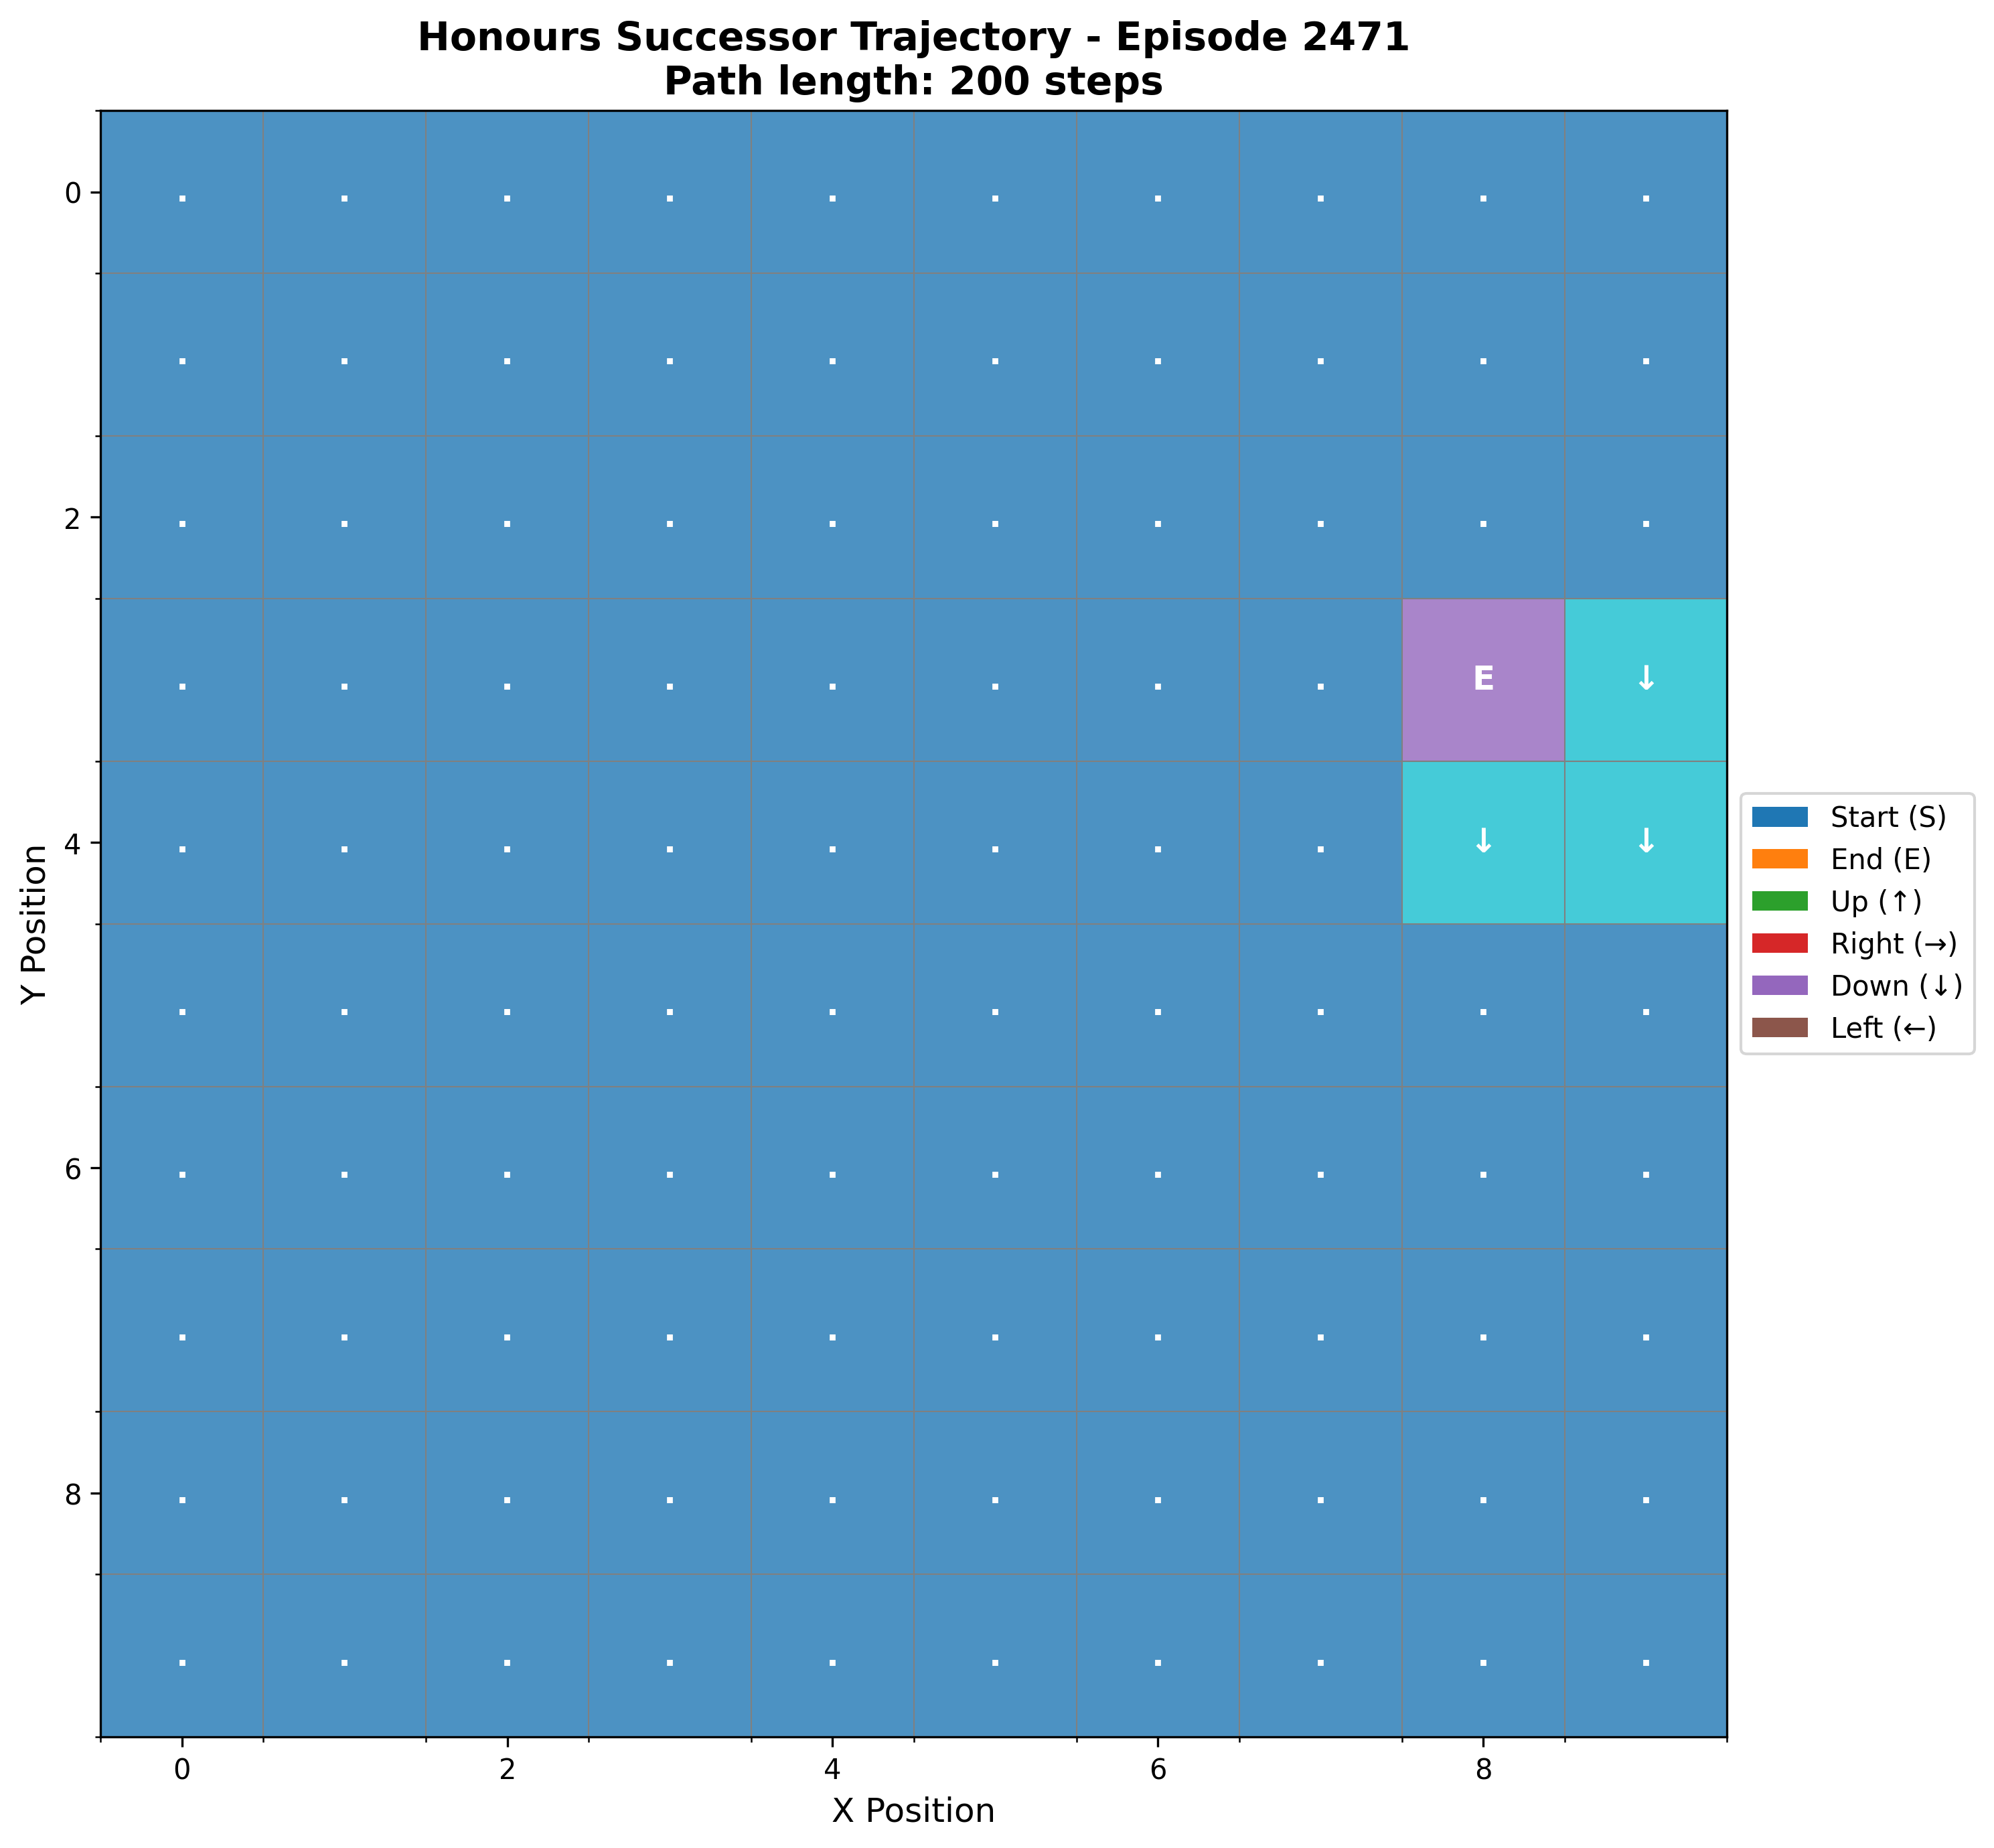 Honours Successor Trajectory - Episode 2471
Path length: 200 steps
0
2
E ↓
4
↓ ↓
6
8
0 2 4 6 8
X Position
Y Position
Start (S)
End (E)
Up (↑)
Right (→)
Down (↓)
Left (←)